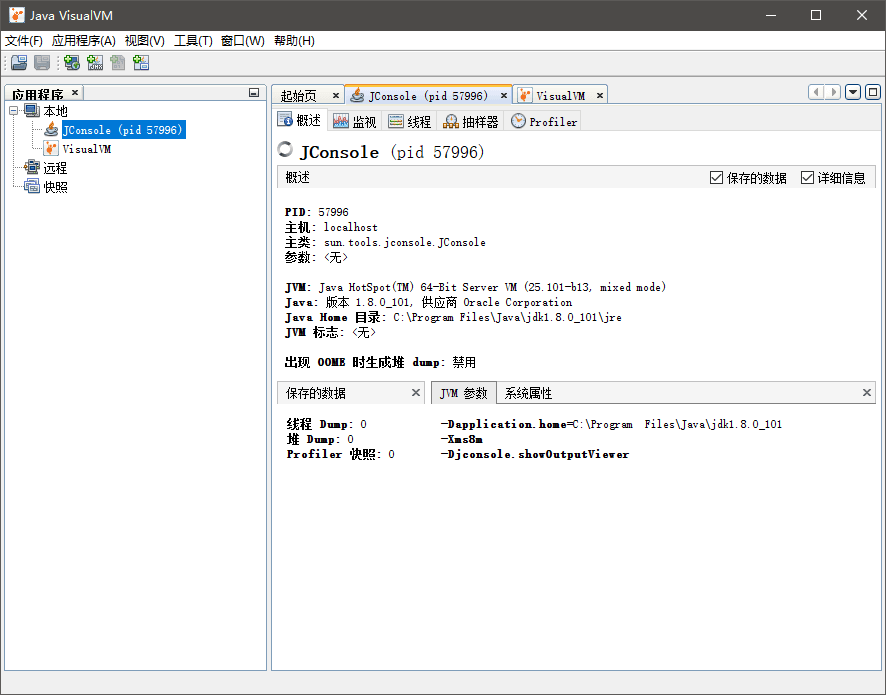 Java VisualVM
文件(F) 应用程序(A) 视图(V) 工具(T) 窗口(W) 帮助(H)
应用程序
本地
JConsole (pid 57996)
VisualVM
远程
快照
起始页 JConsole (pid 57996) VisualVM
概述 监视 线程 抽样器 Profiler
JConsole (pid 57996)
概述 保存的数据 详细信息
PID: 57996
主机: localhost
主类: sun.tools.jconsole.JConsole
参数: <无>
JVM: Java HotSpot(TM) 64-Bit Server VM (25.101-b13, mixed mode)
Java: 版本 1.8.0_101, 供应商 Oracle Corporation
Java Home 目录: C:\Program Files\Java\jdk1.8.0_101\jre
JVM 标志: <无>
出现 OOME 时生成堆 dump: 禁用
保存的数据 JVM 参数 系统属性
线程 Dump: 0
堆 Dump: 0
Profiler 快照: 0
-Dapplication.home=C:\Program Files\Java\jdk1.8.0_101
-Xms8m
-Djconsole.showOutputViewer